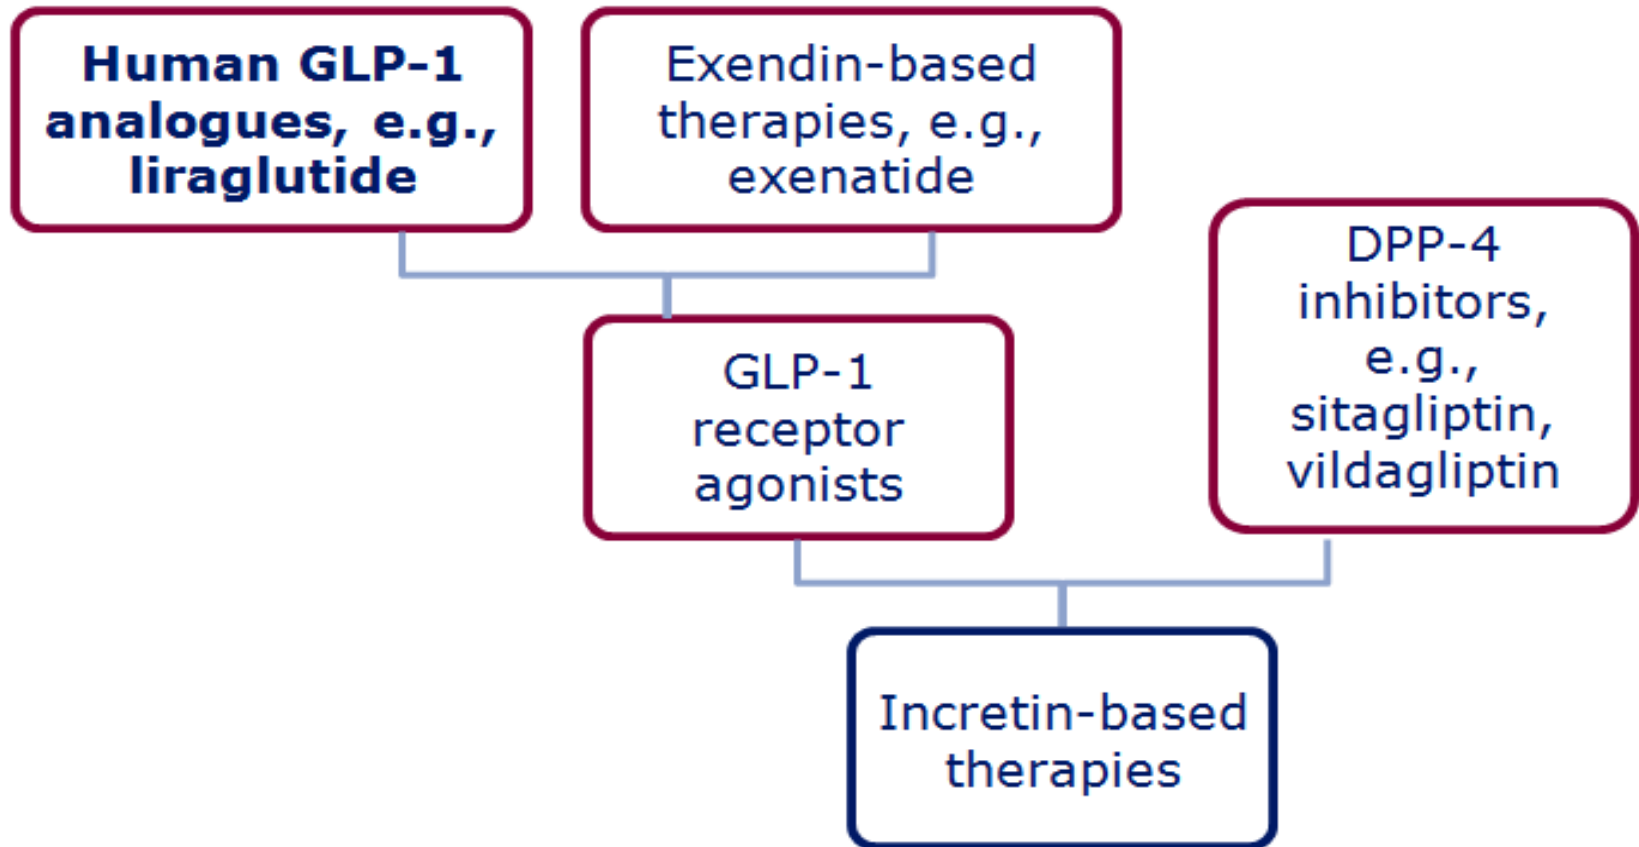 Human GLP-1
analogues, e.g.,
liraglutide
Exendin-based
therapies, e.g.,
exenatide
DPP-4
inhibitors,
e.g.,
sitagliptin,
vildagliptin
GLP-1
receptor
agonists
Incretin-based
therapies